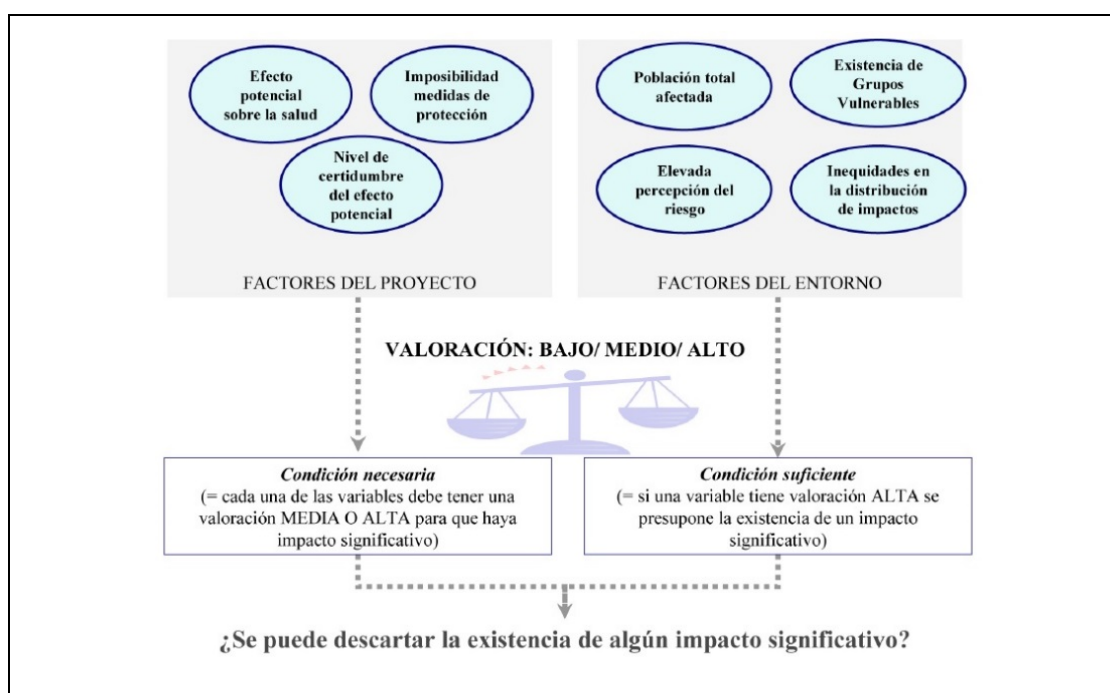 Efecto
potencial
sobre la salud
Imposibilidad
medidas de
protección
Nivel de
certidumbre
del efecto
potencial
FACTORES DEL PROYECTO
Población total
afectada
Existencia de
Grupos
Vulnerables
Elevada
percepción del
riesgo
Inequidades en
la distribución
de impactos
FACTORES DEL ENTORNO
VALORACIÓN: BAJO/ MEDIO/ ALTO
Condición necesaria
(= cada una de las variables debe tener una
valoración MEDIA O ALTA para que haya
impacto significativo)
Condición suficiente
(= si una variable tiene valoración ALTA se
presupone la existencia de un impacto
significativo)
¿Se puede descartar la existencia de algún impacto significativo?